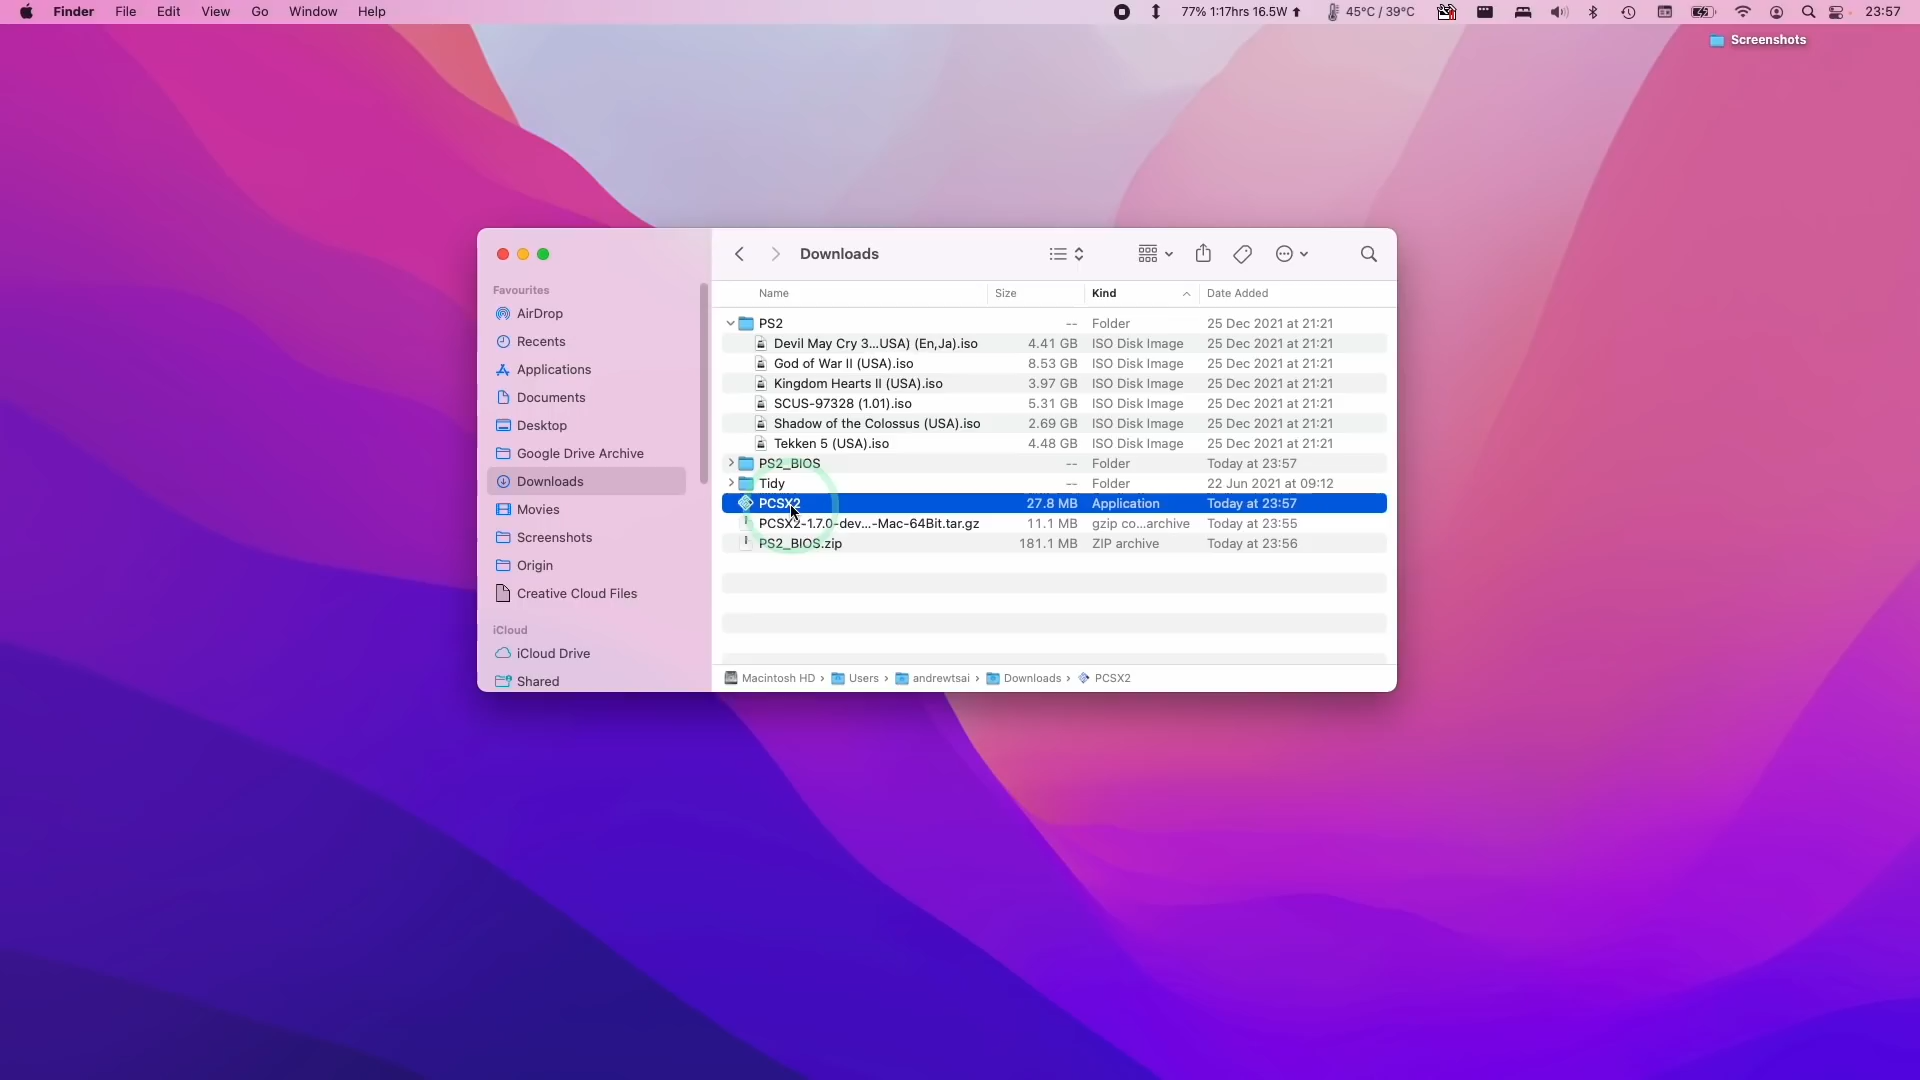 Finder File Edit View Go Window Help 77% 1:17hrs 16.5W 45°C / 39°C 23:57
Screenshots
Downloads
Favourites
AirDrop
Recents
Applications
Documents
Desktop
Google Drive Archive
Downloads
Movies
Screenshots
Origin
Creative Cloud Files
iCloud
iCloud Drive
Shared
Name Size Kind Date Added
PS2 -- Folder 25 Dec 2021 at 21:21
Devil May Cry 3...USA) (En,Ja).iso 4.41 GB ISO Disk Image 25 Dec 2021 at 21:21
God of War II (USA).iso 8.53 GB ISO Disk Image 25 Dec 2021 at 21:21
Kingdom Hearts II (USA).iso 3.97 GB ISO Disk Image 25 Dec 2021 at 21:21
SCUS-97328 (1.01).iso 5.31 GB ISO Disk Image 25 Dec 2021 at 21:21
Shadow of the Colossus (USA).iso 2.69 GB ISO Disk Image 25 Dec 2021 at 21:21
Tekken 5 (USA).iso 4.48 GB ISO Disk Image 25 Dec 2021 at 21:21
PS2_BIOS -- Folder Today at 23:57
Tidy -- Folder 22 Jun 2021 at 09:12
PCSX2 27.8 MB Application Today at 23:57
PCSX2-1.7.0-dev...-Mac-64Bit.tar.gz 11.1 MB gzip co...archive Today at 23:55
PS2_BIOS.zip 181.1 MB ZIP archive Today at 23:56
Macintosh HD › Users › andrewtsai › Downloads › PCSX2